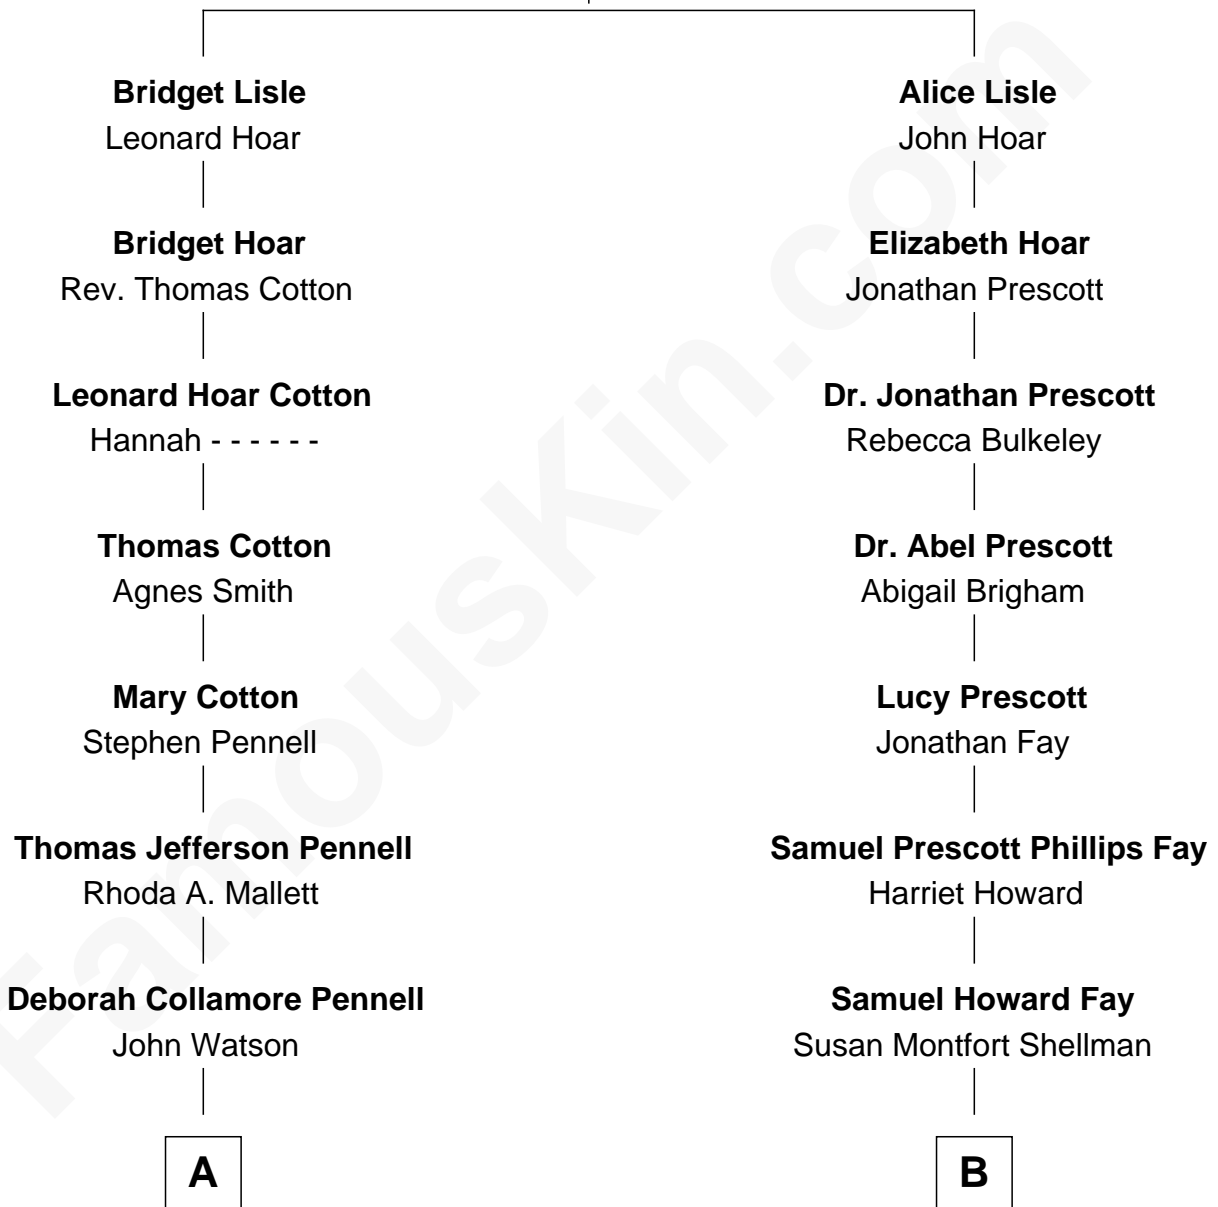 Bridget Lisle
Leonard Hoar
Bridget Hoar
Rev. Thomas Cotton
Leonard Hoar Cotton
Hannah - - - - - -
Thomas Cotton
Agnes Smith
Mary Cotton
Stephen Pennell
Thomas Jefferson Pennell
Rhoda A. Mallett
Deborah Collamore Pennell
John Watson
A
Alice Lisle
John Hoar
Elizabeth Hoar
Jonathan Prescott
Dr. Jonathan Prescott
Rebecca Bulkeley
Dr. Abel Prescott
Abigail Brigham
Lucy Prescott
Jonathan Fay
Samuel Prescott Phillips Fay
Harriet Howard
Samuel Howard Fay
Susan Montfort Shellman
B
FamousKin.com